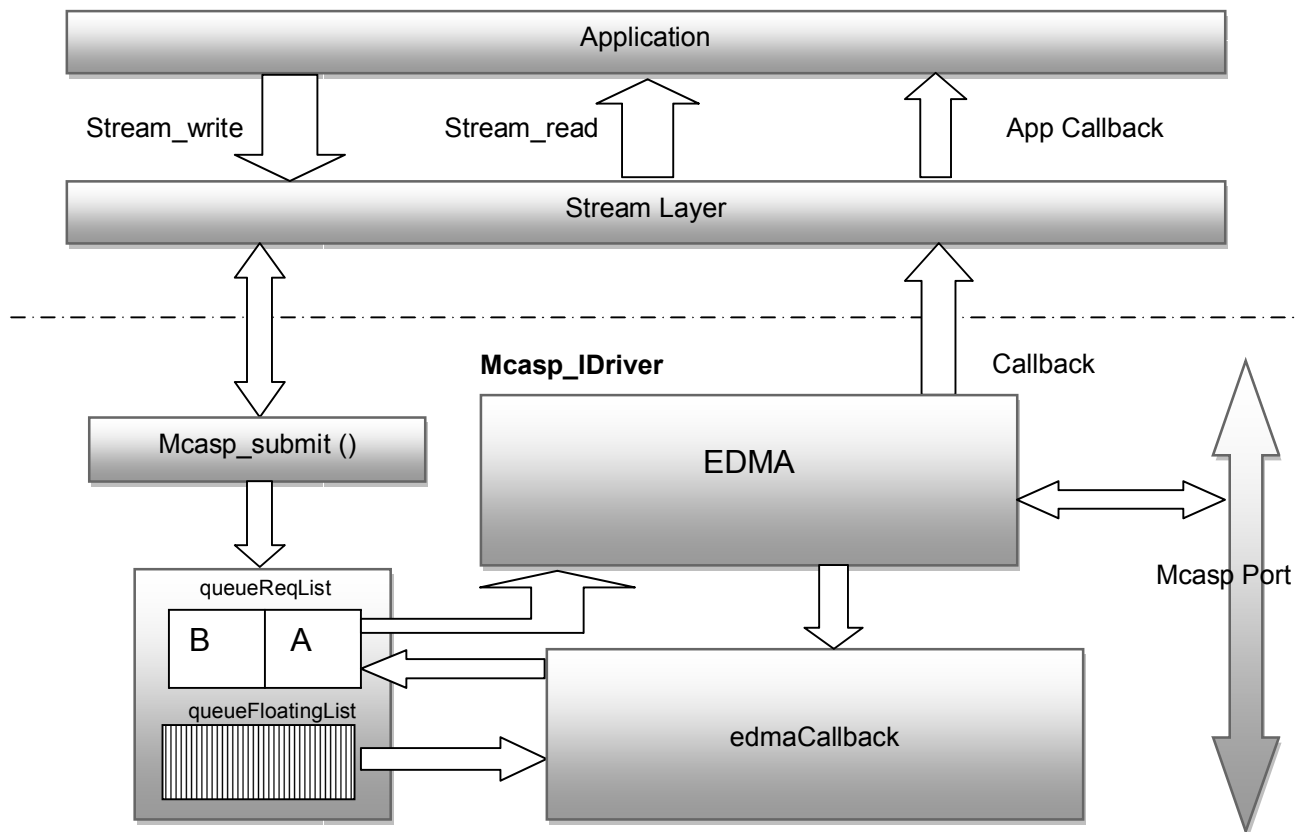 Application
Stream_write
Stream_read
App Callback
Stream Layer
Mcasp_IDriver
Callback
Mcasp_submit ()
EDMA
Mcasp Port
queueReqList
B
A
queueFloatingList
edmaCallback